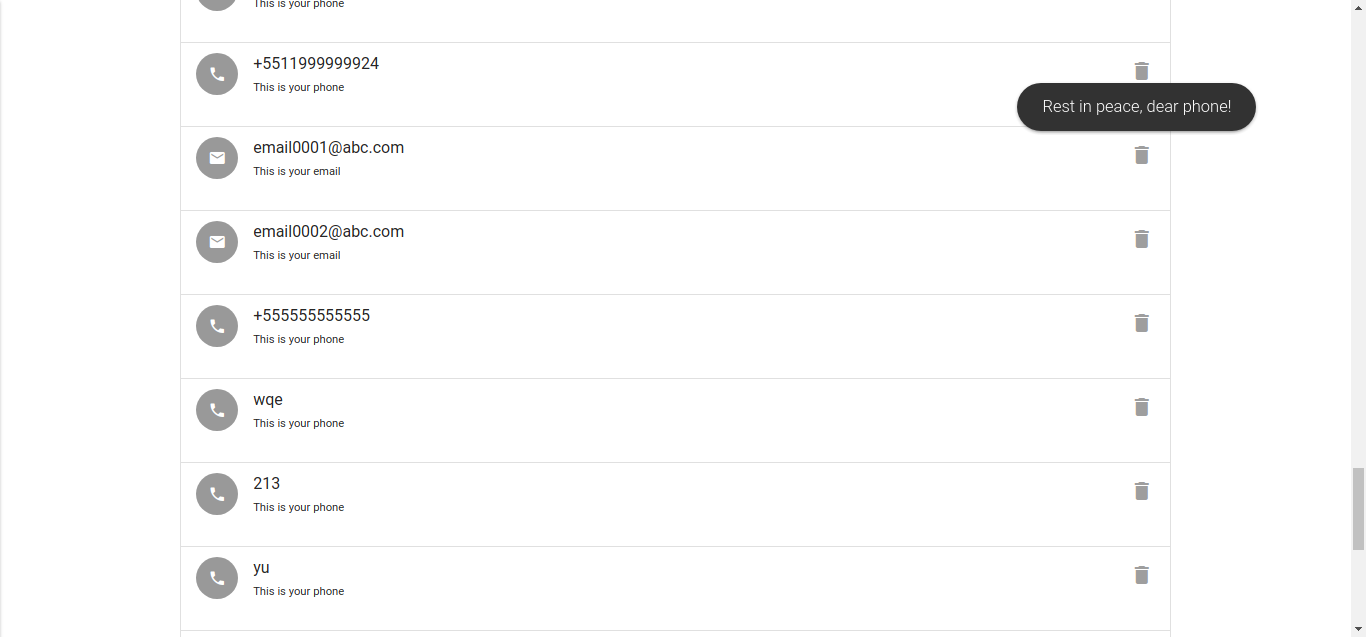 This is your phone
+5511999999924
This is your phone
Rest in peace, dear phone!
email0001@abc.com
This is your email
email0002@abc.com
This is your email
+555555555555
This is your phone
wqe
This is your phone
213
This is your phone
yu
This is your phone